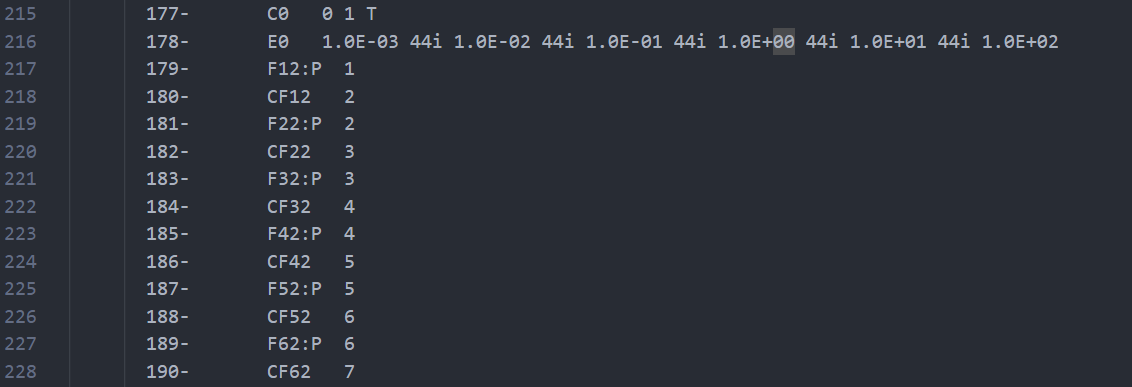 215 177- C0 0 1 T
216 178- E0 1.0E-03 44i 1.0E-02 44i 1.0E-01 44i 1.0E+00 44i 1.0E+01 44i 1.0E+02
217 179- F12:P 1
218 180- CF12 2
219 181- F22:P 2
220 182- CF22 3
221 183- F32:P 3
222 184- CF32 4
223 185- F42:P 4
224 186- CF42 5
225 187- F52:P 5
226 188- CF52 6
227 189- F62:P 6
228 190- CF62 7